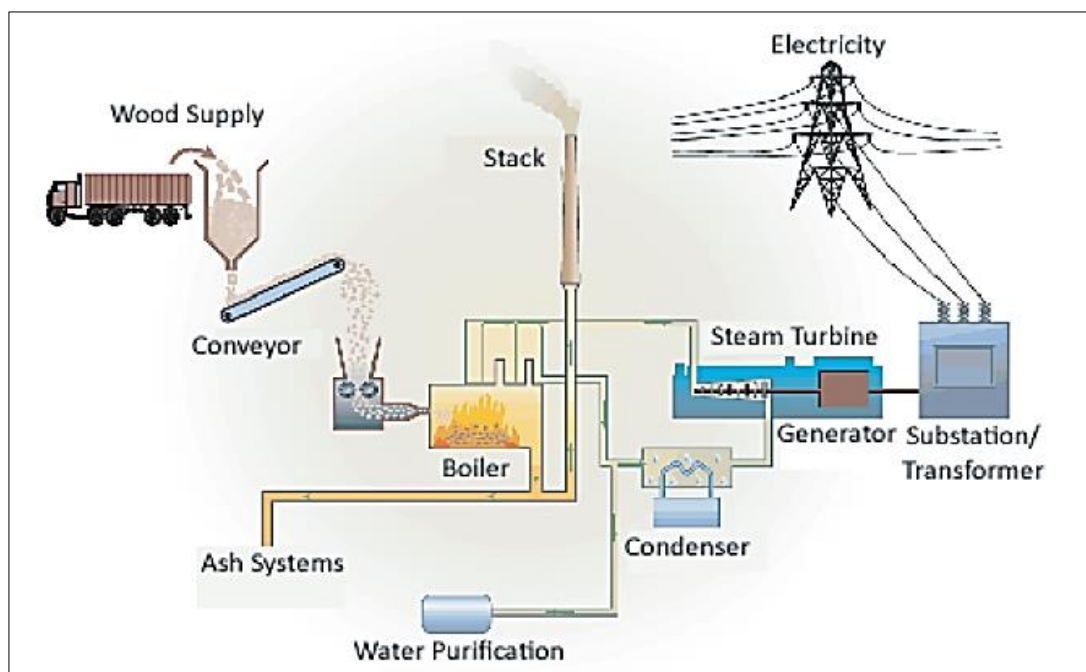 Electricity
Wood Supply
Stack
Conveyor
Steam Turbine
Generator
Substation/
Transformer
Boiler
Condenser
Ash Systems
Water Purification